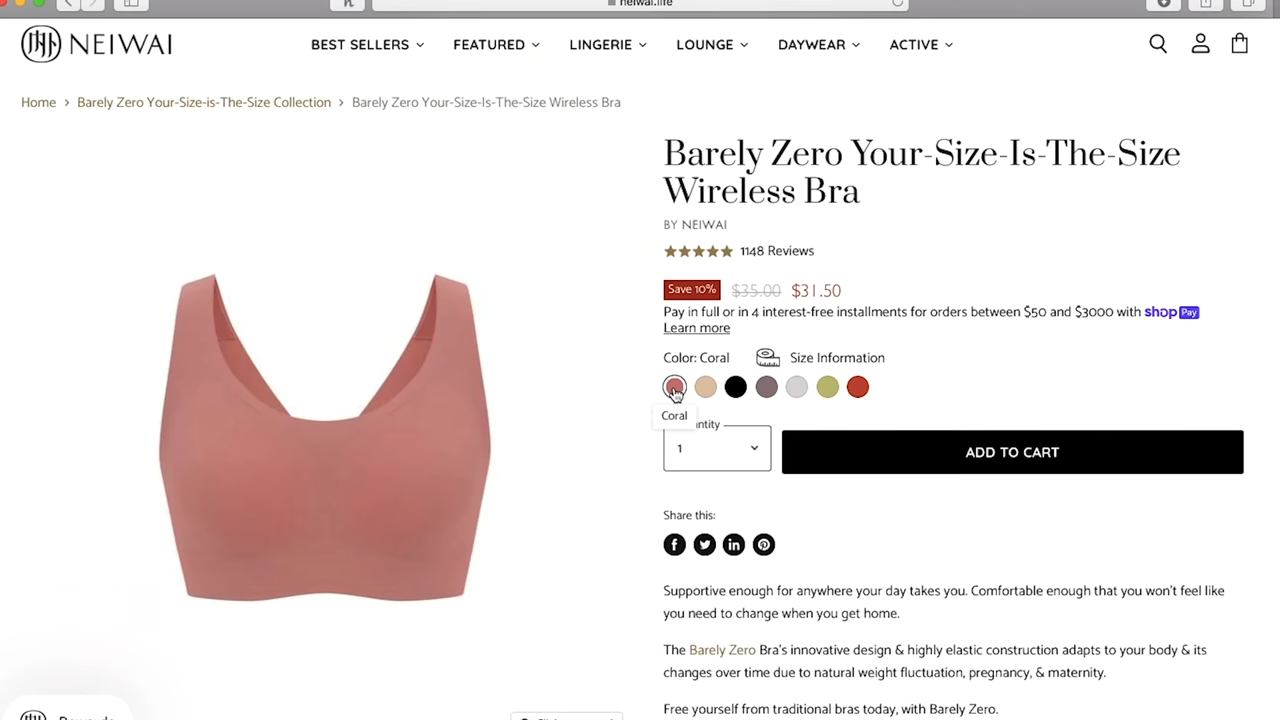 neiwai.life
NEIWAI
BEST SELLERS
FEATURED
LINGERIE
LOUNGE
DAYWEAR
ACTIVE
Home > Barely Zero Your-Size-is-The-Size Collection > Barely Zero Your-Size-Is-The-Size Wireless Bra
Barely Zero Your-Size-Is-The-Size
Wireless Bra
BY NEIWAI
1148 Reviews
Save 10% $35.00 $31.50
Pay in full or in 4 interest-free installments for orders between $50 and $3000 with shop Pay
Learn more
Color: Coral
Size Information
Coral
1
ADD TO CART
Share this:
Supportive enough for anywhere your day takes you. Comfortable enough that you won't feel like
you need to change when you get home.
The Barely Zero Bra's innovative design & highly elastic construction adapts to your body & its
changes over time due to natural weight fluctuation, pregnancy, & maternity.
Free yourself from traditional bras today, with Barely Zero.